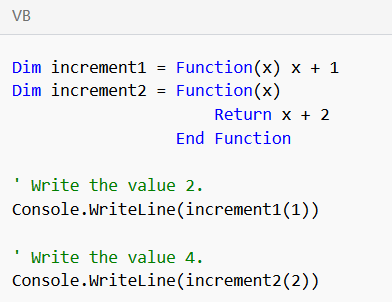 VB
Dim increment1 = Function(x) x + 1
Dim increment2 = Function(x)
                     Return x + 2
                 End Function
' Write the value 2.
Console.WriteLine(increment1(1))
' Write the value 4.
Console.WriteLine(increment2(2))